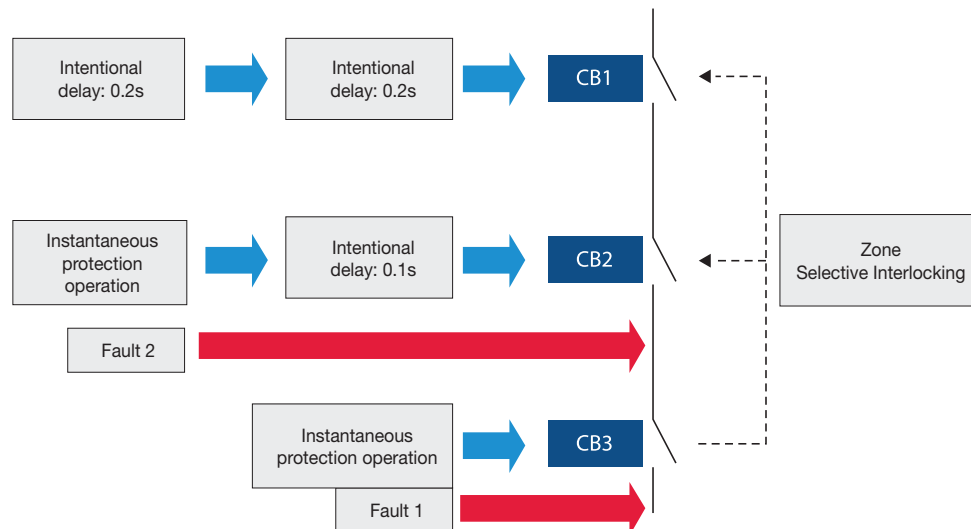 Intentional
delay: 0.2s
Intentional
delay: 0.2s
CB1
Instantaneous
protection
operation
Intentional
delay: 0.1s
CB2
Zone
Selective Interlocking
Fault 2
Instantaneous
protection operation
CB3
Fault 1